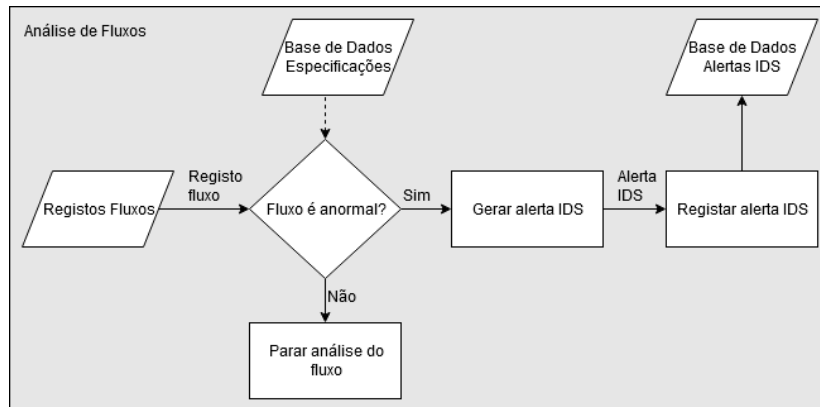 Análise de Fluxos
Base de Dados
Especificações
Base de Dados
Alertas IDS
Registos Fluxos
Registo
fluxo
Fluxo é anormal?
Sim
Gerar alerta IDS
Alerta
IDS
Registar alerta IDS
Não
Parar análise do
fluxo